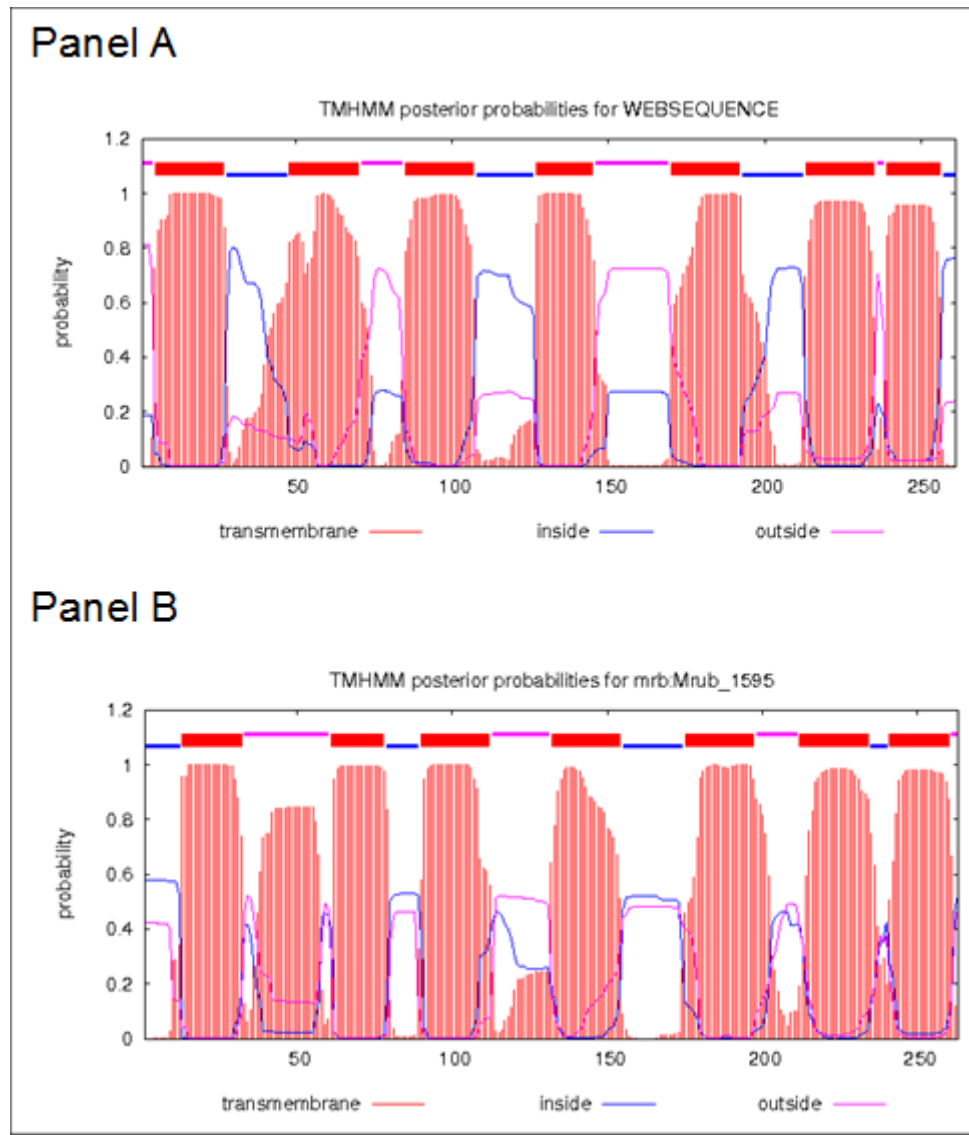 Panel A
TMHMM posterior probabilities for WEBSEQUENCE
1.2
1
0.8
0.6
0.4
0.2
0
probability
50 100 150 200 250
transmembrane inside outside
Panel B
TMHMM posterior probabilities for mrb:Mrub_1595
1.2
1
0.8
0.6
0.4
0.2
0
probability
50 100 150 200 250
transmembrane inside outside